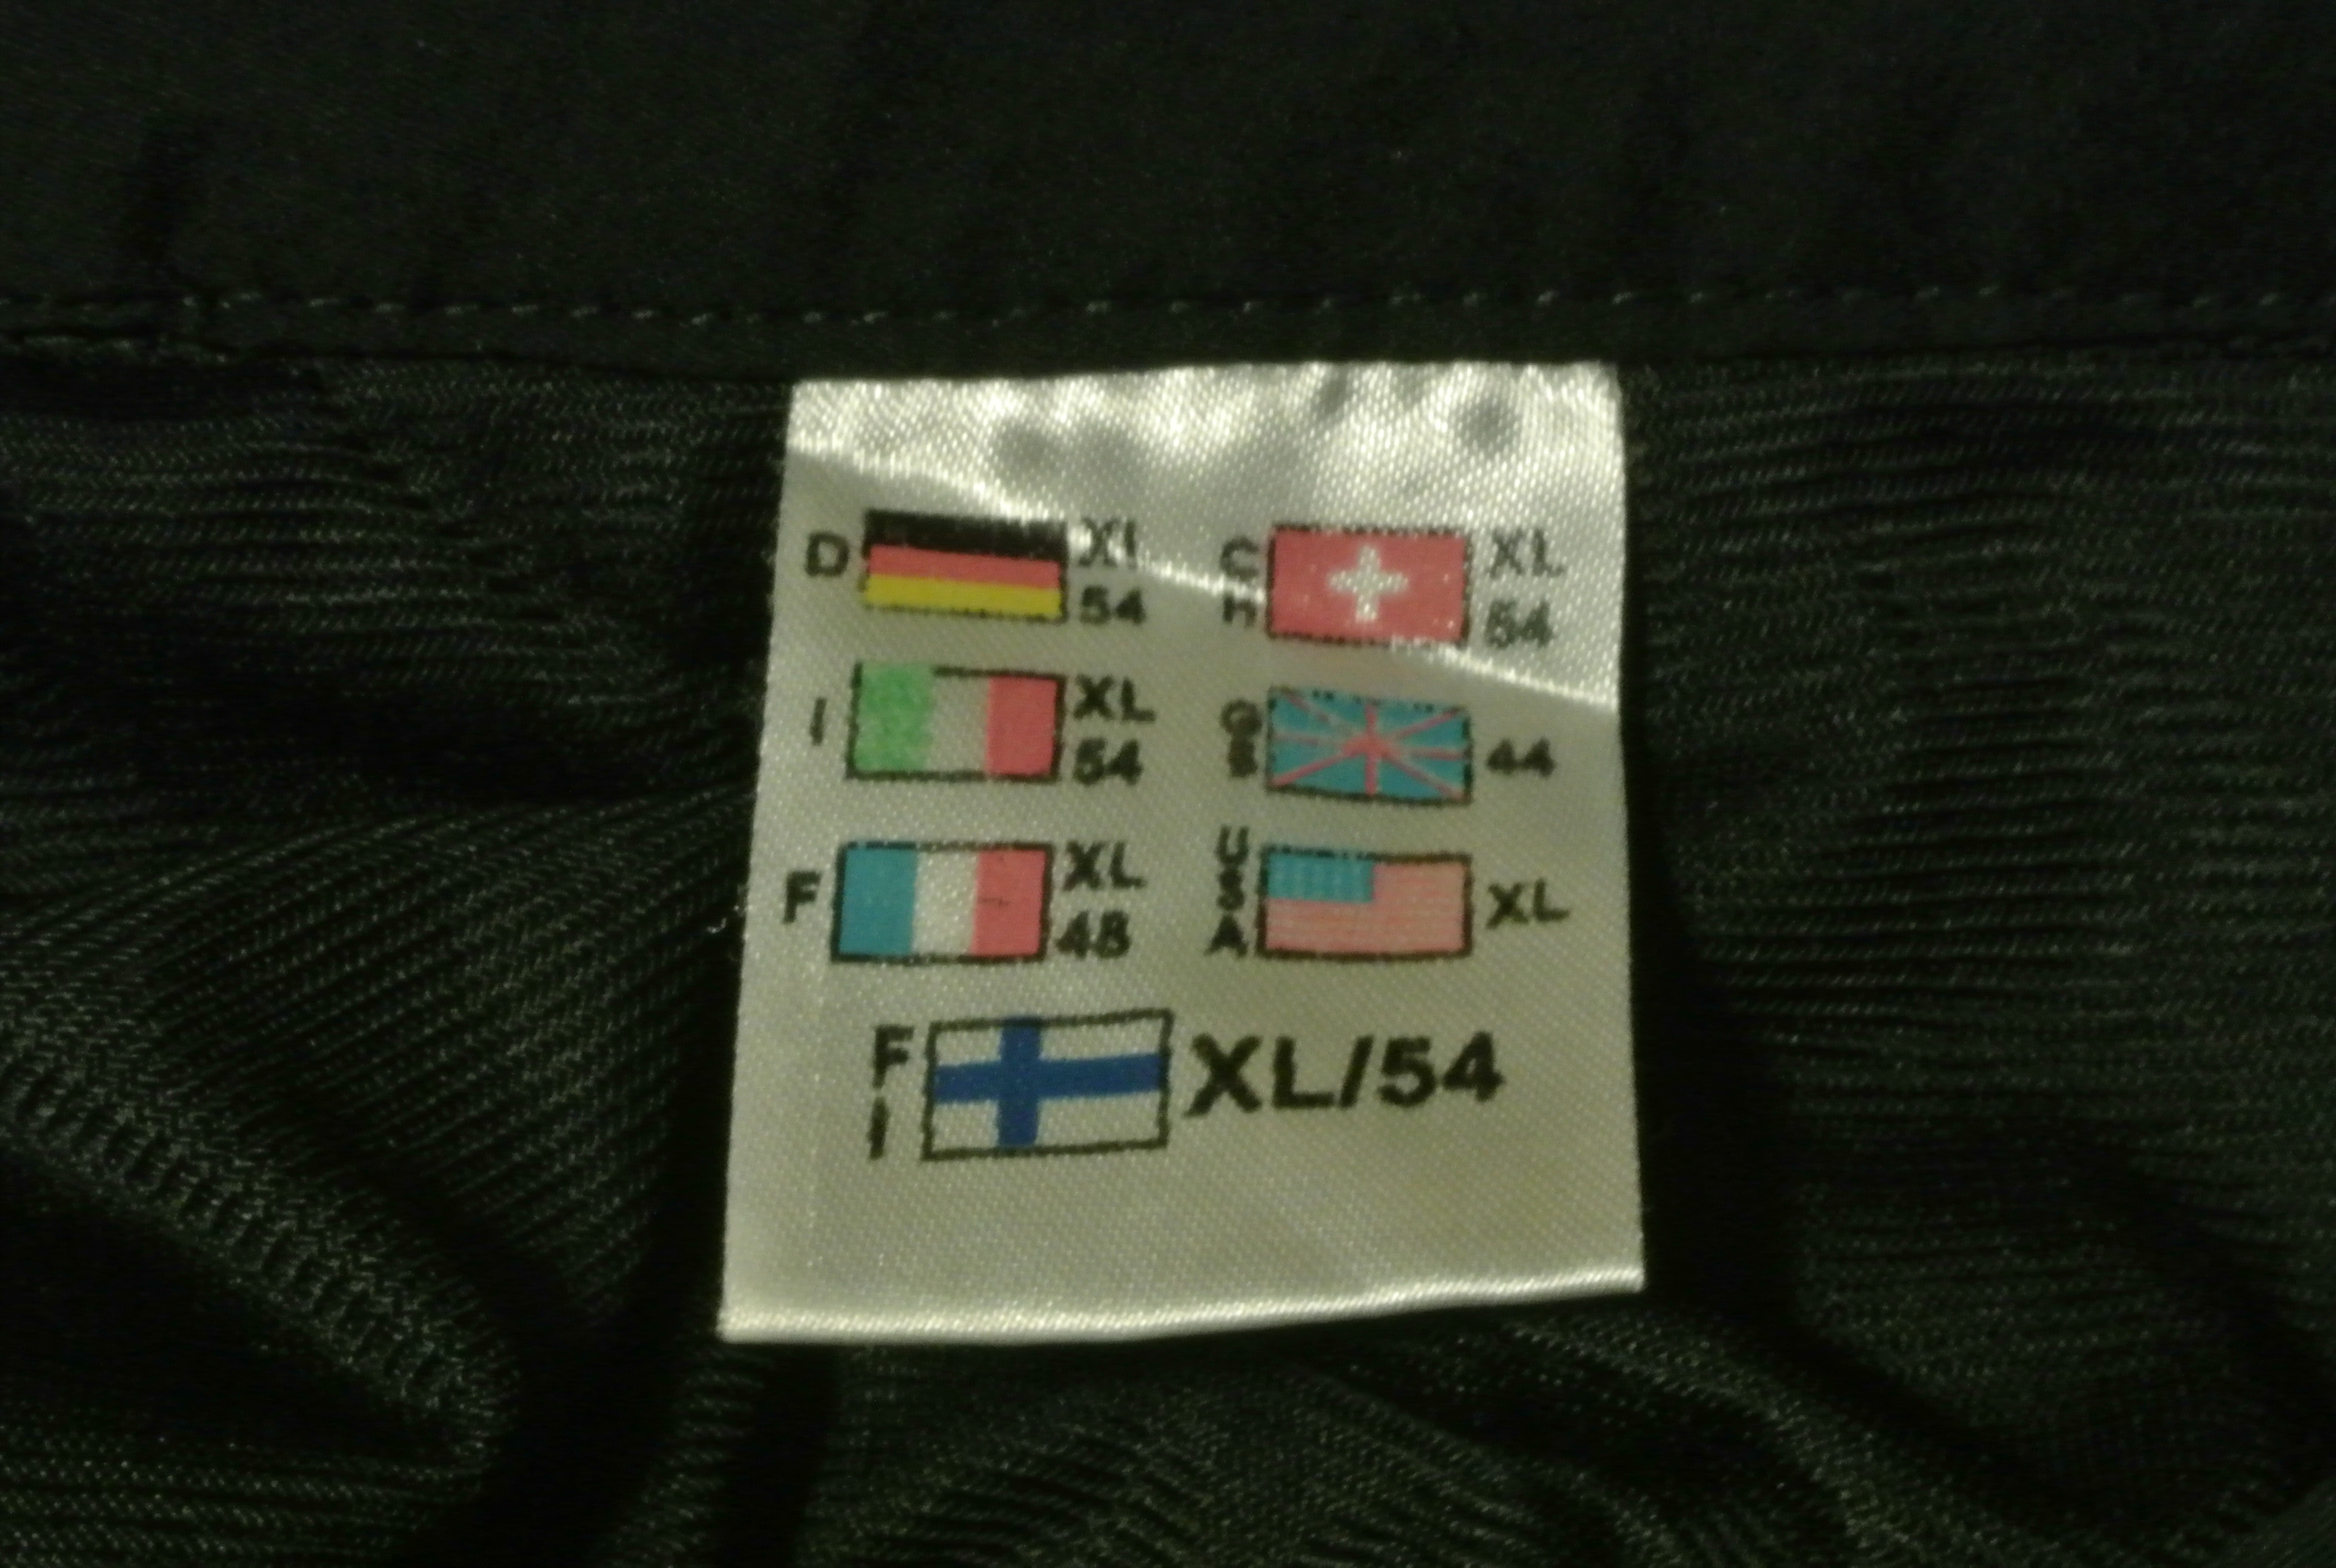 D XL 54
CH XL 54
I XL 54
GB 44
F XL 48
USA XL
FI XL/54